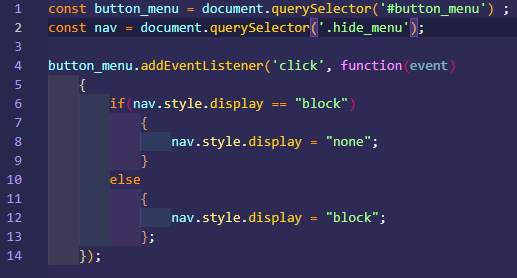 1 const button_menu = document.querySelector('#button_menu') ;
2 const nav = document.querySelector('.hide_menu');
3
4 button_menu.addEventListener('click', function(event)
5     {
6         if(nav.style.display == "block")
7             {
8                 nav.style.display = "none";
9             }
10         else
11             {
12                 nav.style.display = "block";
13             };
14     });